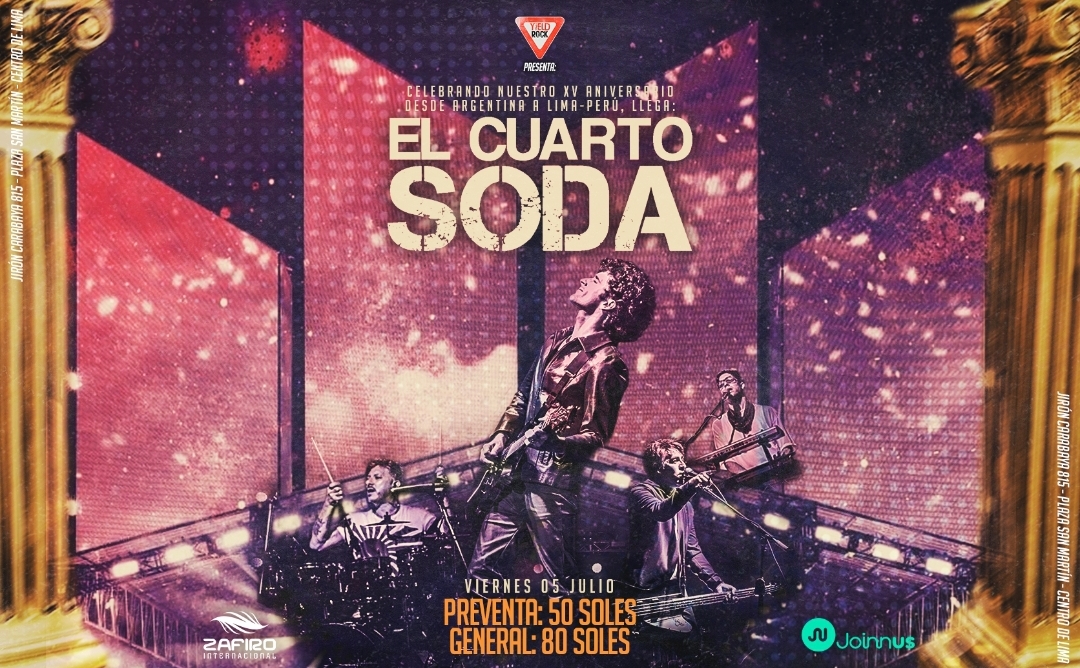 YIELD
ROCK
PRESENTA:
CELEBRANDO NUESTRO XV ANIVERSARIO
DESDE ARGENTINA A LIMA-PERÚ, LLEGA:
EL CUARTO
SODA
JIRÓN CARABAYA 815 - PLAZA SAN MARTÍN - CENTRO DE LIMA
JIRÓN CARABAYA 815 - PLAZA SAN MARTÍN - CENTRO DE LIMA
VIERNES 05 JULIO
PREVENTA: 50 SOLES
GENERAL: 80 SOLES
ZAFIRO
INTERNACIONAL
Joinnus